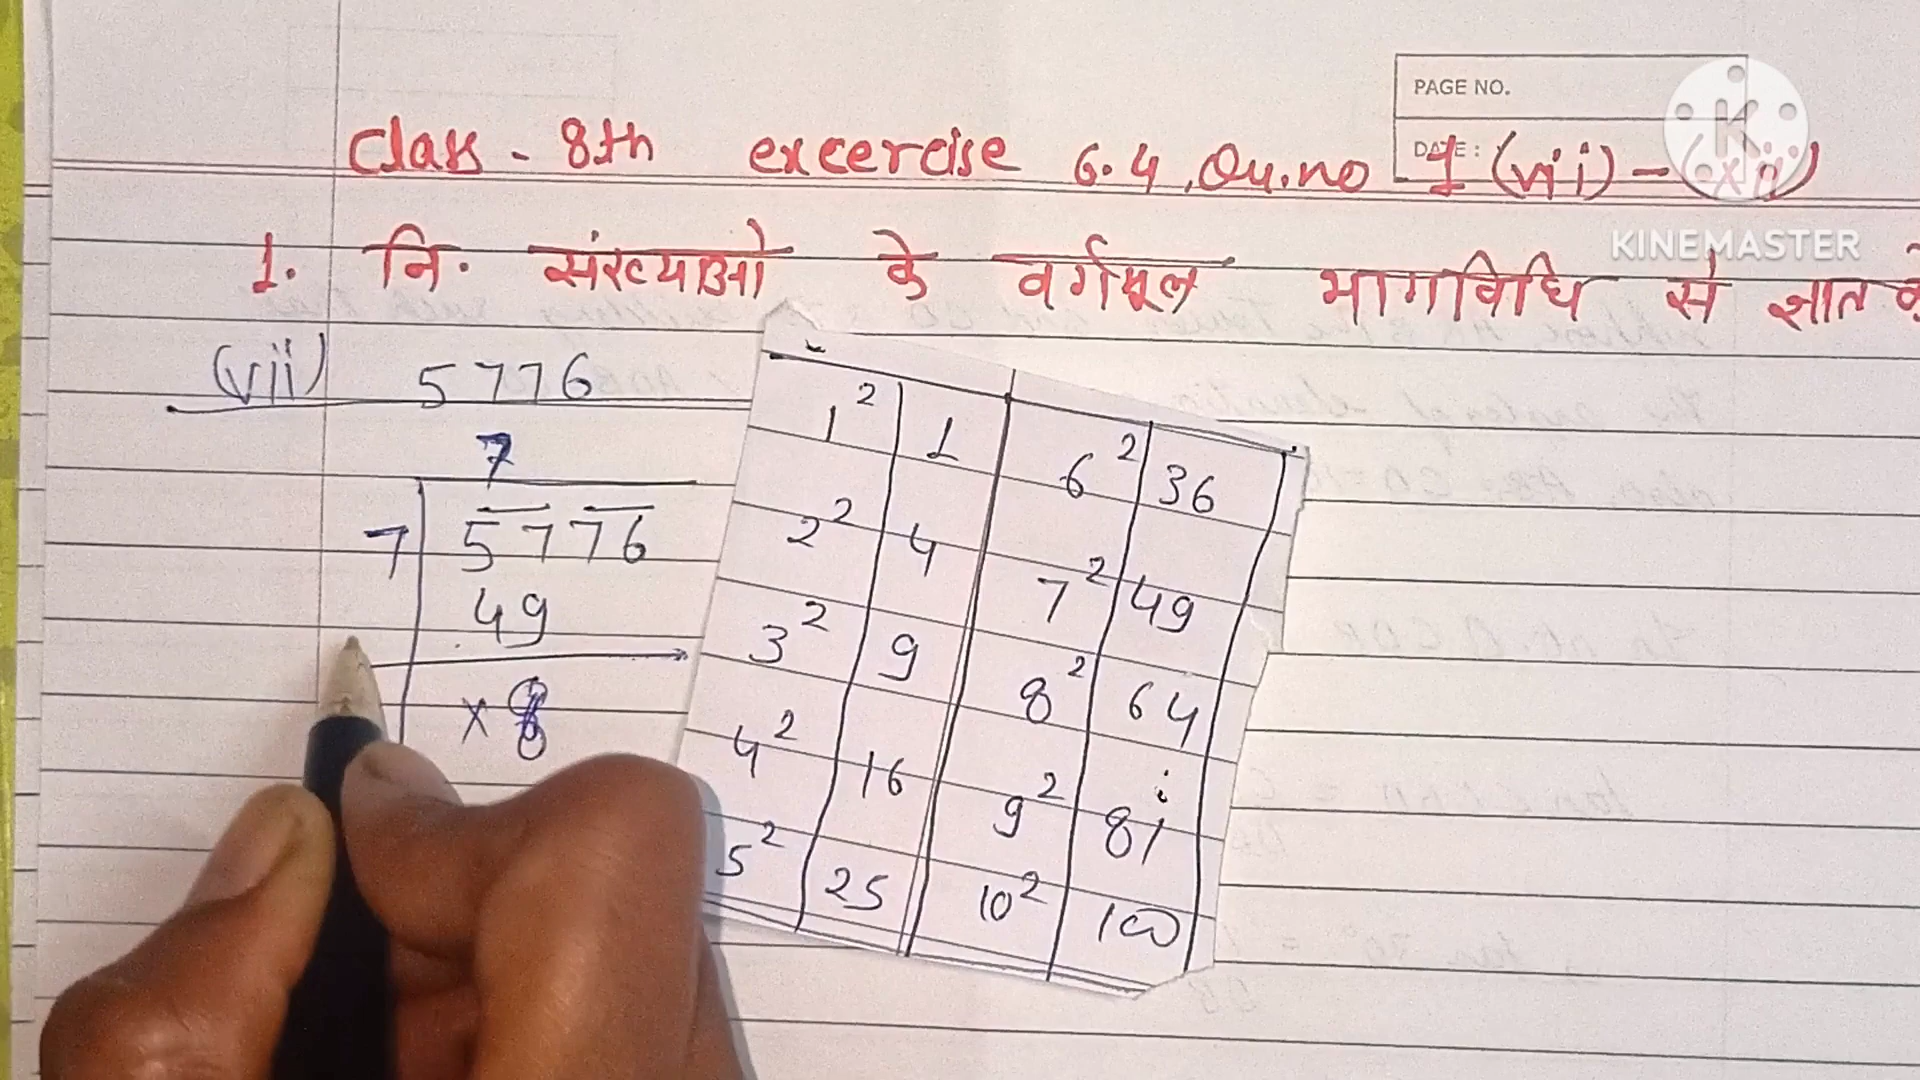 PAGE NO.
DATE:
KINEMASTER
Class - 8th excercise 6.4, Qu.no - 1 (vii) - (xii)
1. नि. संख्याओ के वर्गमूल भागविधि से ज्ञात
(vii) 5776
7
7 5776
49
× 8
1² 1 6² 36
2² 4 7² 49
3² 9 8² 64
4² 16 9² 81
5² 25 10² 100